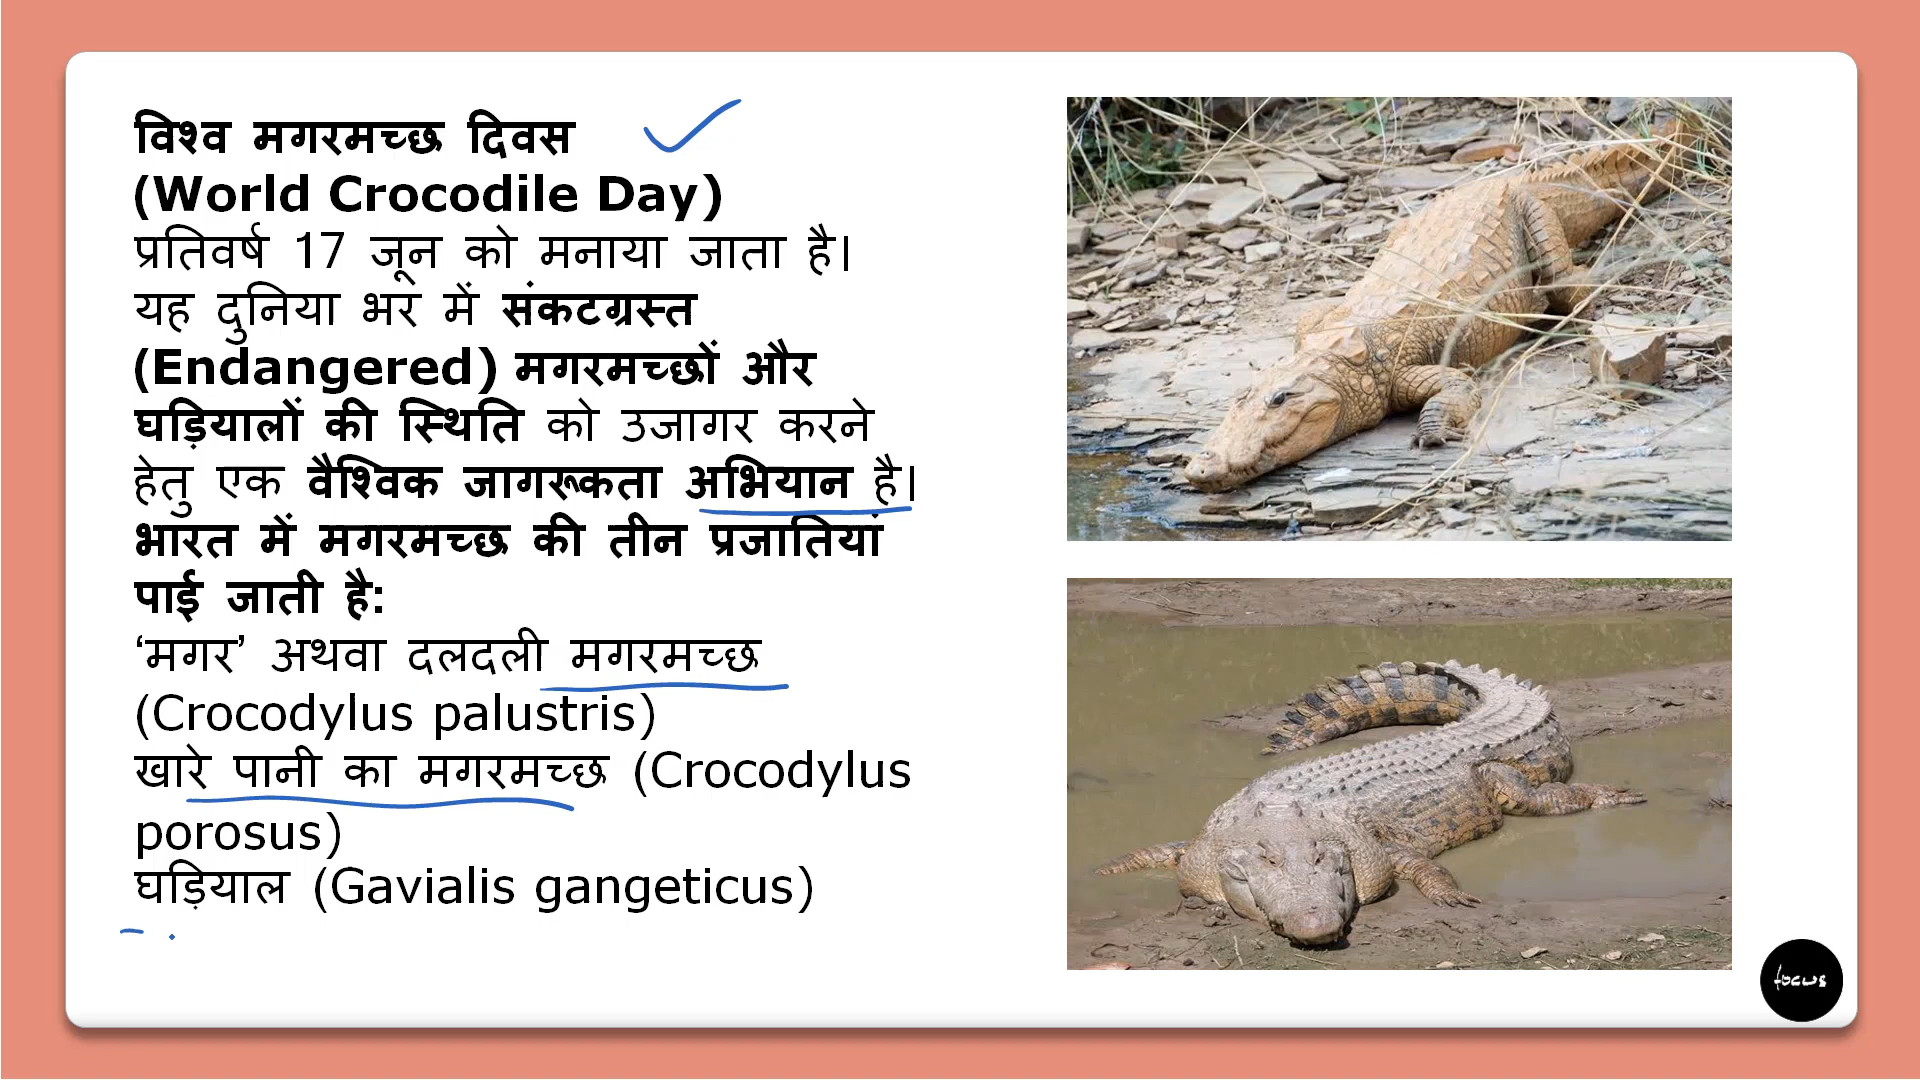 विश्व मगरमच्छ दिवस
(World Crocodile Day)
प्रतिवर्ष 17 जून को मनाया जाता है।
यह दुनिया भर में संकटग्रस्त
(Endangered) मगरमच्छों और
घड़ियालों की स्थिति को उजागर करने
हेतु एक वैश्विक जागरूकता अभियान है।
भारत में मगरमच्छ की तीन प्रजातियां
पाई जाती है:
‘मगर’ अथवा दलदली मगरमच्छ
(Crocodylus palustris)
खारे पानी का मगरमच्छ (Crocodylus
porosus)
घड़ियाल (Gavialis gangeticus)
focus